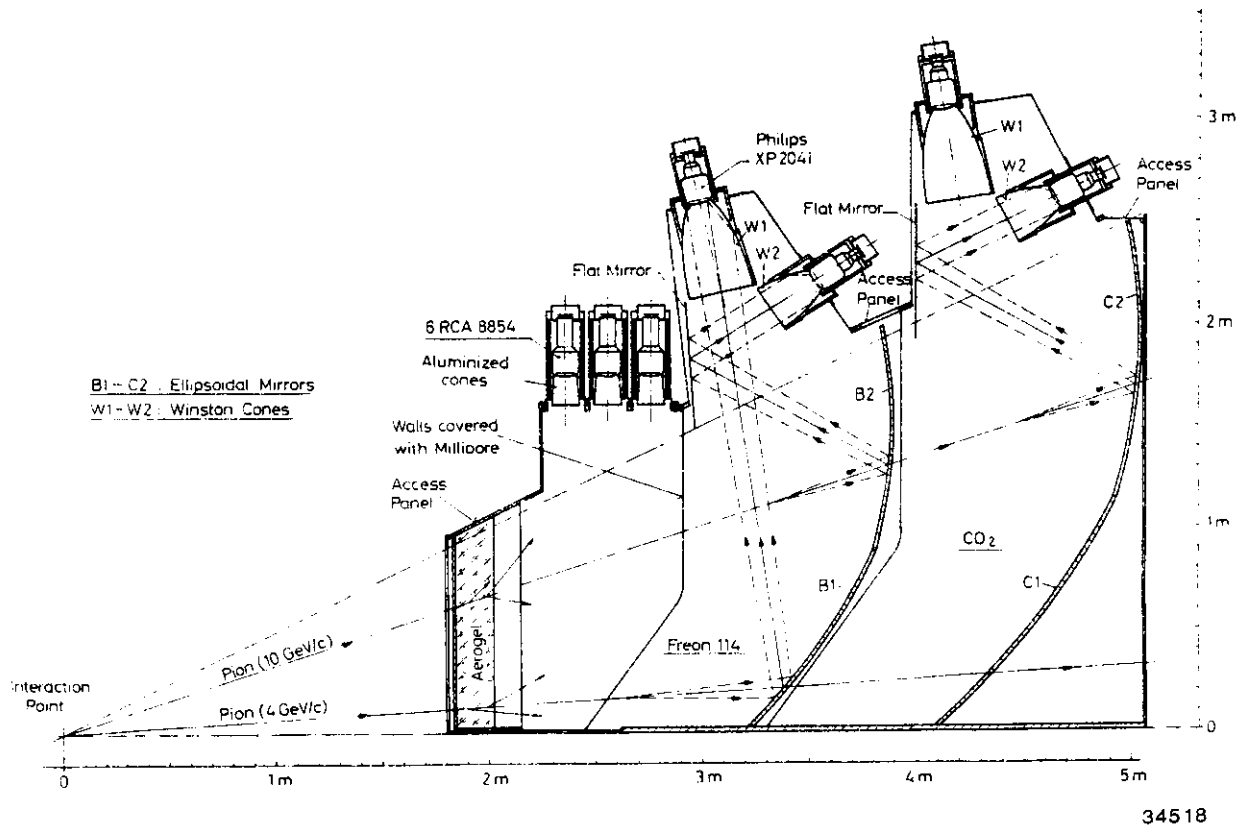 3 m
W1
Philips
XP 204i
W2
Access
Panel
Flat Mirror
W1
W2
Flat Mirror
Access
Panel
C2
6 RCA 8854
2 m
Aluminized
cones
B1 - C2 : Ellipsoidal Mirrors
W1 - W2 : Winston Cones
B2
Walls covered
with Millipore
Access
Panel
1 m
CO2
B1
C1
Aerogel
Freon 114
Pion (10 GeV/c)
Interaction
Point
Pion (4 GeV/c)
0
0
1 m
2 m
3 m
4 m
5 m
34518